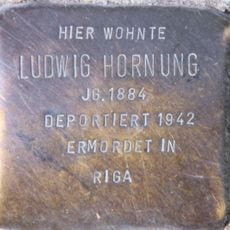 HIER WOHNTE
LUDWIG HORNUNG
JG. 1884
DEPORTIERT 1942
ERMORDET IN
RIGA